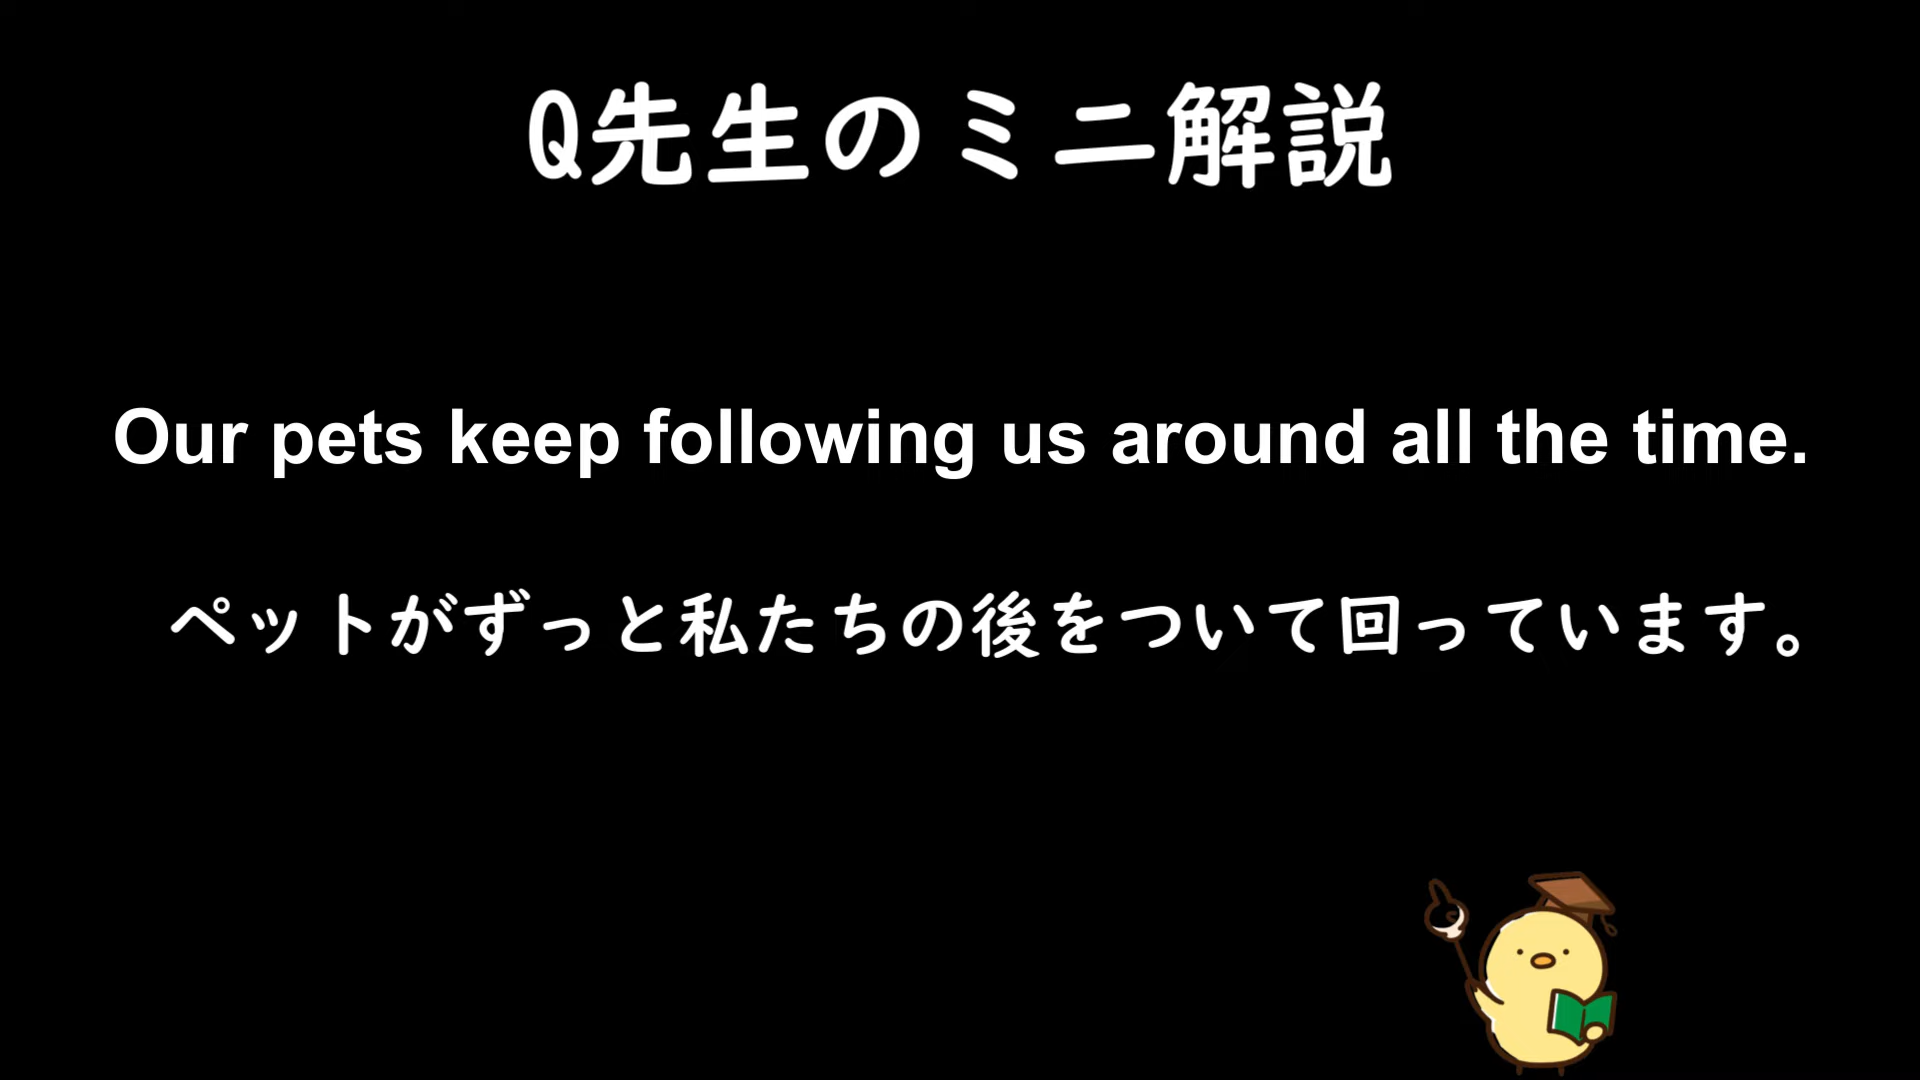 Q先生のミニ解説
Our pets keep following us around all the time.
ペットがずっと私たちの後をついて回っています。